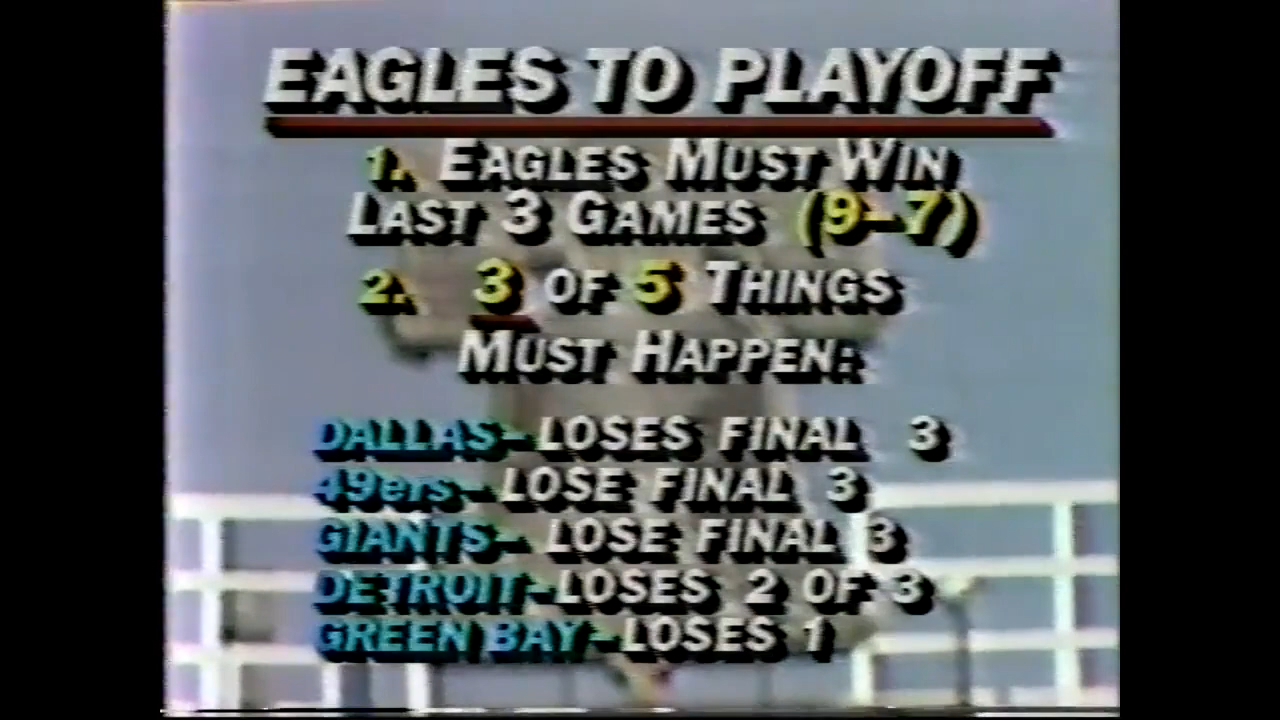 EAGLES TO PLAYOFF
1. EAGLES MUST WIN
LAST 3 GAMES (9-7)
2. 3 OF 5 THINGS
MUST HAPPEN:
DALLAS-LOSES FINAL 3
49ers-LOSE FINAL 3
GIANTS-LOSE FINAL 3
DETROIT-LOSES 2 OF 3
GREEN BAY-LOSES 1